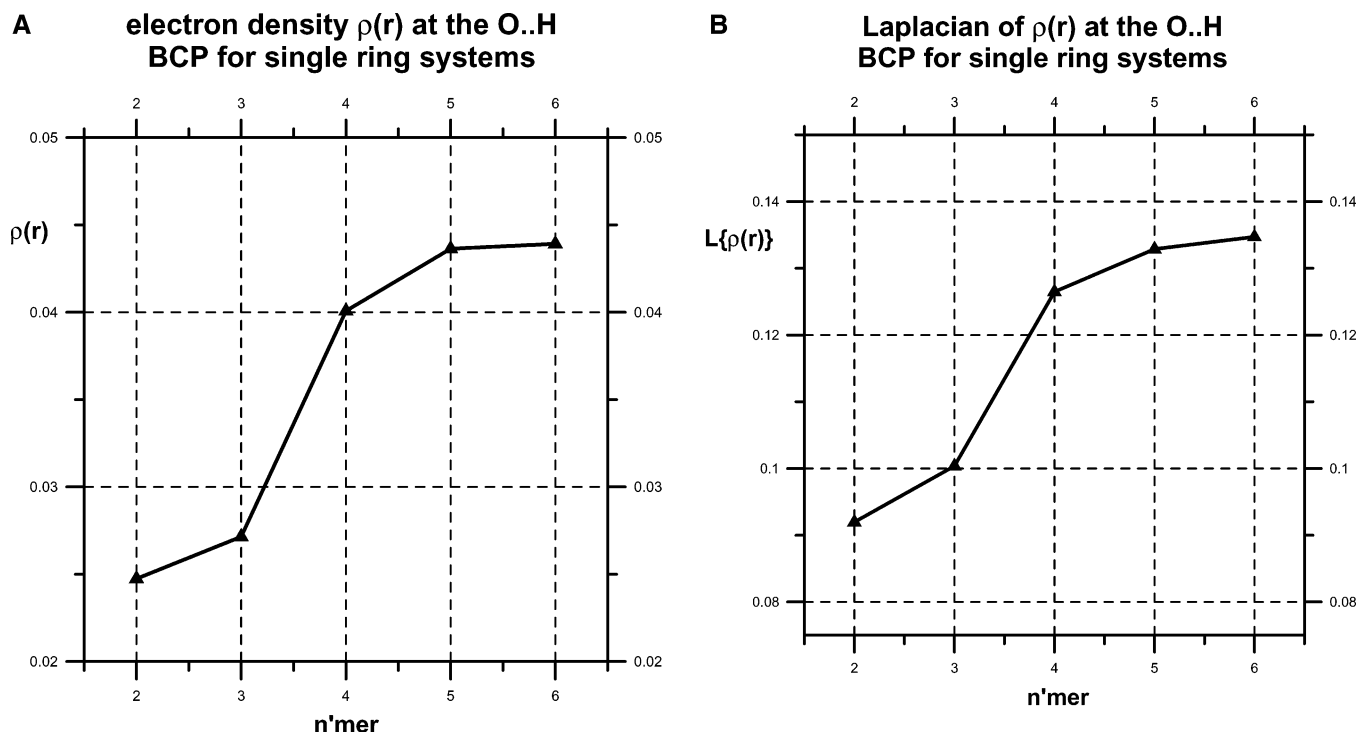 A
electron density ρ(r) at the O..H
BCP for single ring systems
2 3 4 5 6
0.05 0.05
ρ(r)
0.04 0.04
0.03 0.03
0.02 0.02
2 3 4 5 6
n'mer
B
Laplacian of ρ(r) at the O..H
BCP for single ring systems
2 3 4 5 6
0.14 0.14
L{ρ(r)}
0.12 0.12
0.1 0.1
0.08 0.08
2 3 4 5 6
n'mer